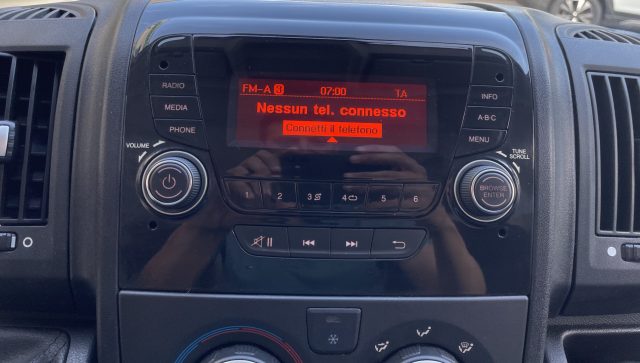 FM-A 3 07:00 TA
Nessun tel. connesso
Connetti il telefono
RADIO
MEDIA
PHONE
VOLUME
INFO
A-B-C
MENU
TUNE
SCROLL
BROWSE
ENTER
1 2 3 4 5 6